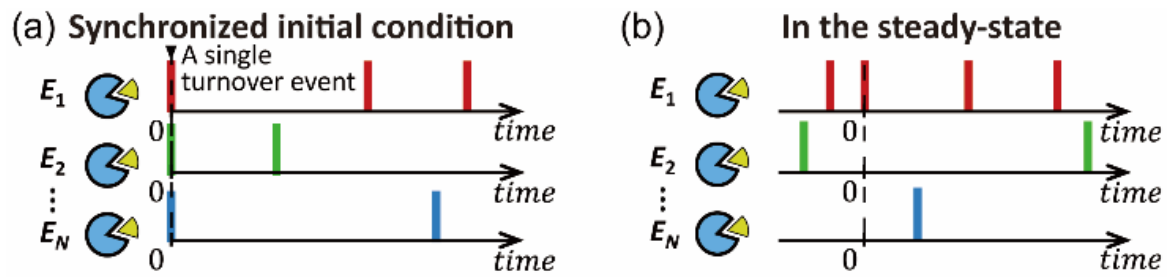 (a) Synchronized initial condition
A single
turnover event
E1
0
time
E2
0
time
⋮
EN
0
time
(b) In the steady-state
E1
0
time
E2
0
time
⋮
EN
0
time